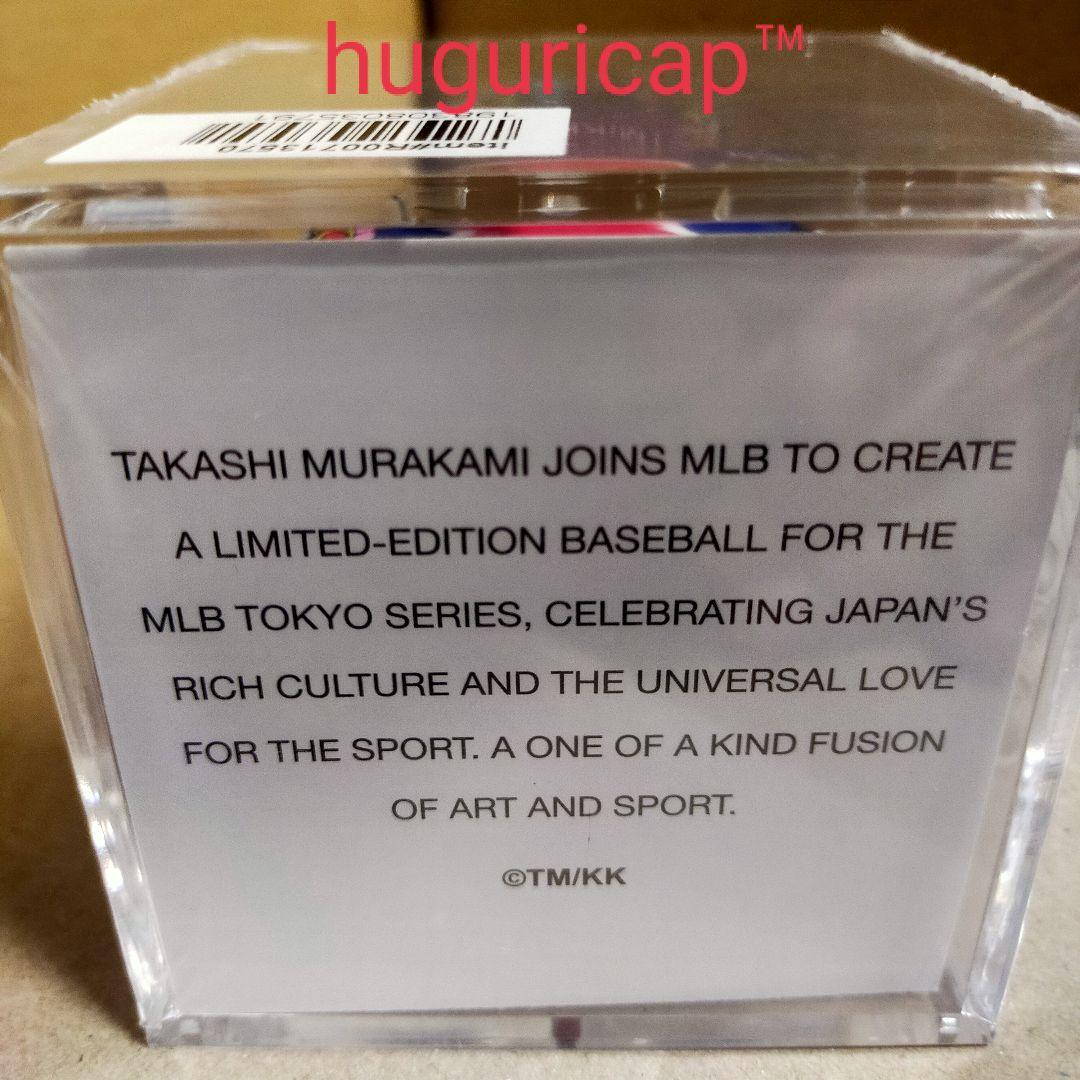 huguricap™
TAKASHI MURAKAMI JOINS MLB TO CREATE
A LIMITED-EDITION BASEBALL FOR THE
MLB TOKYO SERIES, CELEBRATING JAPAN'S
RICH CULTURE AND THE UNIVERSAL LOVE
FOR THE SPORT. A ONE OF A KIND FUSION
OF ART AND SPORT.
©TM/KK